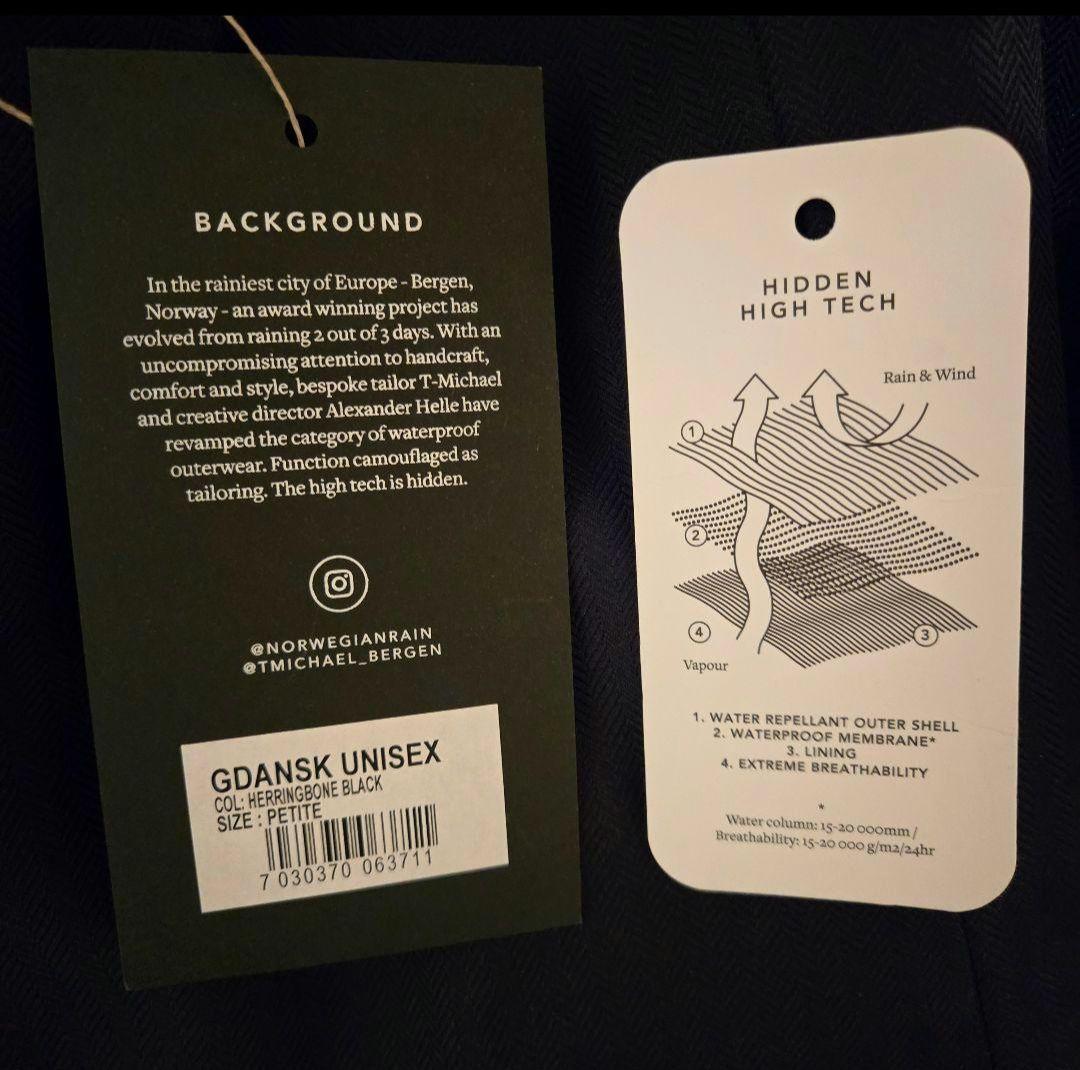 BACKGROUND
In the rainiest city of Europe - Bergen,
Norway - an award winning project has
evolved from raining 2 out of 3 days. With an
uncompromising attention to handcraft,
comfort and style, bespoke tailor T-Michael
and creative director Alexander Helle have
revamped the category of waterproof
outerwear. Function camouflaged as
tailoring. The high tech is hidden.
@NORWEGIANRAIN
@TMICHAEL_BERGEN
GDANSK UNISEX
COL: HERRINGBONE BLACK
SIZE : PETITE
7 030370 063711
HIDDEN
HIGH TECH
Rain & Wind
1
2
4
3
Vapour
1. WATER REPELLANT OUTER SHELL
2. WATERPROOF MEMBRANE*
3. LINING
4. EXTREME BREATHABILITY
*
Water column: 15-20 000mm /
Breathability: 15-20 000 g/m2/24hr